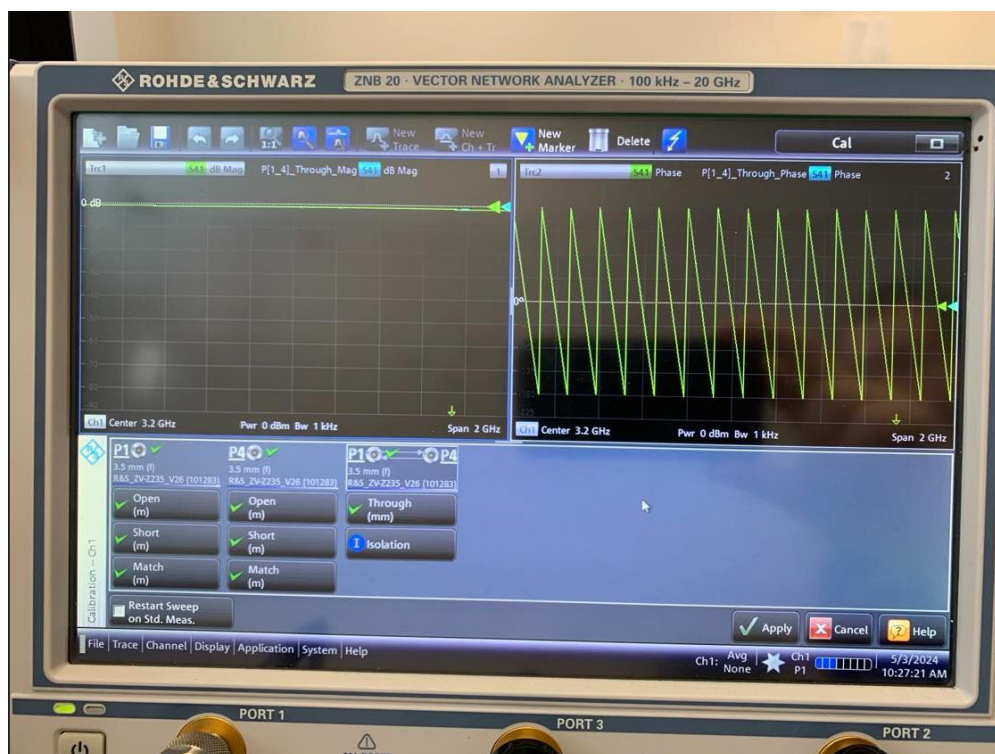 ROHDE&SCHWARZ
ZNB 20 · VECTOR NETWORK ANALYZER · 100 kHz – 20 GHz
1:1
New Trace
New Ch + Tr
New Marker
Delete
Cal
Trc1 S41 dB Mag P[1_4]_Through_Mag S41 dB Mag 1
0 dB
-70
-80
-90
Ch1 Center 3.2 GHz Pwr 0 dBm Bw 1 kHz Span 2 GHz
Trc2 S41 Phase P[1_4]_Through_Phase S41 Phase 2
0°
-225
Ch1 Center 3.2 GHz Pwr 0 dBm Bw 1 kHz Span 2 GHz
Calibration – Ch1
P1
3.5 mm (f)
R&S_ZV-Z235_V26 (101283)
Open
(m)
Short
(m)
Match
(m)
P4
3.5 mm (f)
R&S_ZV-Z235_V26 (101283)
Open
(m)
Short
(m)
Match
(m)
P1 P4
3.5 mm (f)
R&S_ZV-Z235_V26 (101283)
Through
(mm)
Isolation
Restart Sweep
on Std. Meas.
Apply
Cancel
Help
File Trace Channel Display Application System Help
Ch1: Avg None
Ch1 P1
5/3/2024
10:27:21 AM
PORT 1
PORT 3
PORT 2